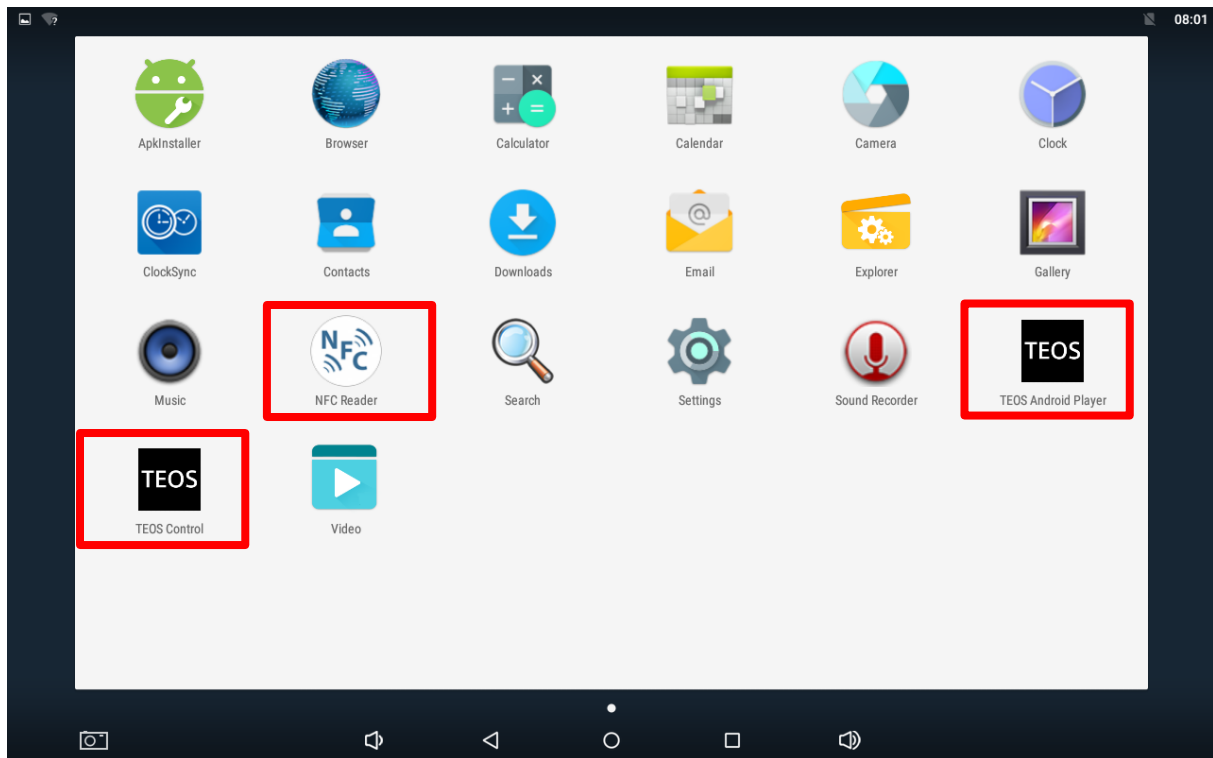 08:01
ApkInstaller
Browser
Calculator
Calendar
Camera
Clock
ClockSync
Contacts
Downloads
@
Email
Explorer
Gallery
NFC
TEOS
Music
NFC Reader
Search
Settings
Sound Recorder
TEOS Android Player
TEOS
TEOS Control
Video